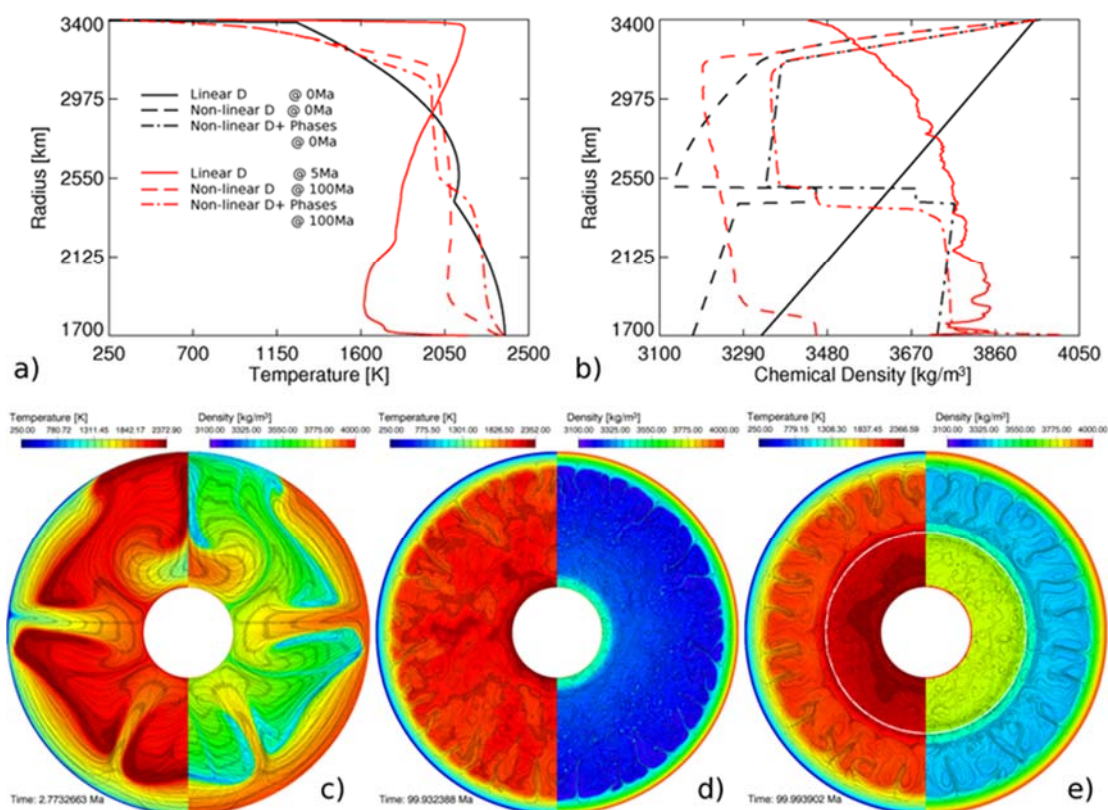 3400
2975
2550
2125
1700
Radius [km]
Linear D @ 0Ma
Non-linear D @ 0Ma
Non-linear D+ Phases
@ 0Ma
Linear D @ 5Ma
Non-linear D @ 100Ma
Non-linear D+ Phases
@ 100Ma
250 700 1150 1600 2050 2500
a) Temperature [K]
3400
2975
2550
2125
1700
Radius [km]
3100 3290 3480 3670 3860 4050
b) Chemical Density [kg/m³]
Temperature [K] Density [kg/m³]
250.00 780.72 1311.45 1842.17 2372.90 3100.00 3325.00 3550.00 3775.00 4000.00
Time: 2.7732663 Ma c)
Temperature [K] Density [kg/m³]
250.00 775.50 1301.00 1826.50 2352.00 3100.00 3325.00 3550.00 3775.00 4000.00
Time: 99.932388 Ma d)
Temperature [K] Density [kg/m³]
250.00 779.15 1308.30 1837.45 2366.59 3100.00 3325.00 3550.00 3775.00 4000.00
Time: 99.993902 Ma e)